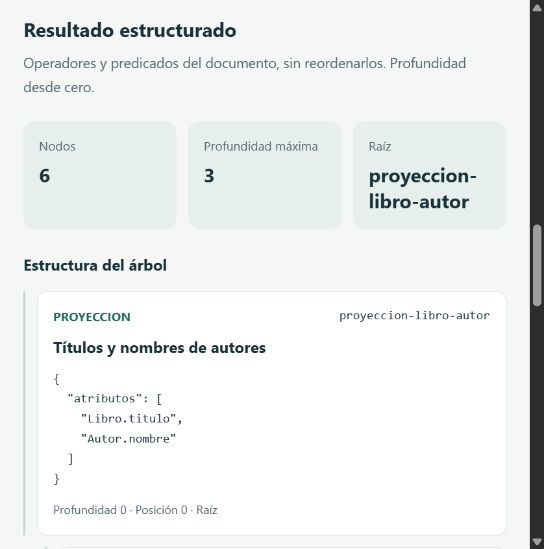 Resultado estructurado
Operadores y predicados del documento, sin reordenarlos. Profundidad
desde cero.
Nodos
6
Profundidad máxima
3
Raíz
proyeccion-
libro-autor
Estructura del árbol
PROYECCION
proyeccion-libro-autor
Títulos y nombres de autores
{
  "atributos": [
    "Libro.titulo",
    "Autor.nombre"
  ]
}
Profundidad 0 · Posición 0 · Raíz